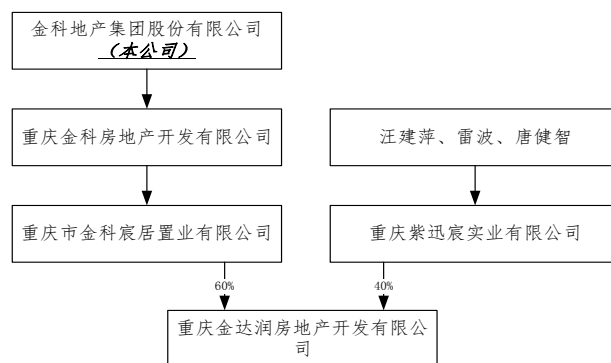 金科地产集团股份有限公司
（本公司）
重庆金科房地产开发有限公司
汪建萍、雷波、唐健智
重庆市金科宸居置业有限公司
重庆紫迅宸实业有限公司
60%
40%
重庆金达润房地产开发有限公
司